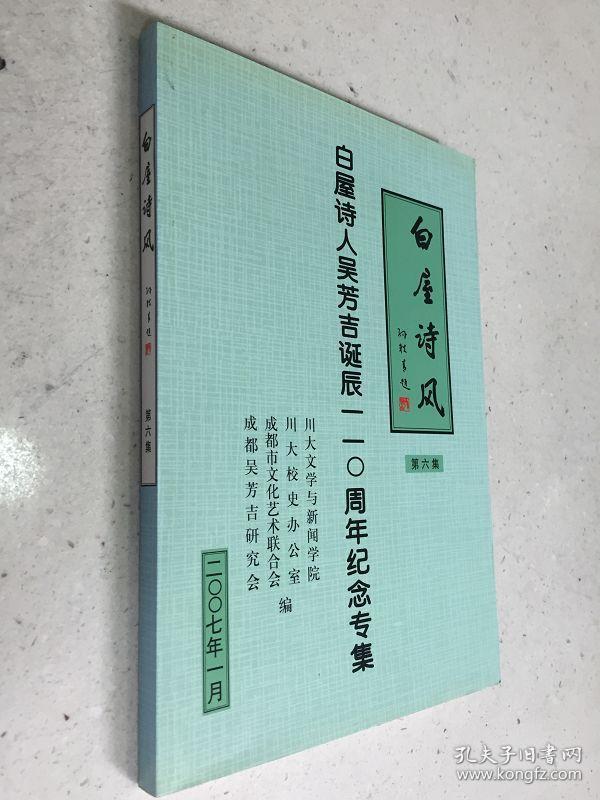 白屋诗风
第六集
白屋诗人吴芳吉诞辰一一〇周年纪念专集
川大文学与新闻学院
川大校史办公室
成都市文化艺术联合会
成都吴芳吉研究会
编
二〇〇七年一月
白屋诗风
第六集
孔夫子旧书网
www.kongfz.com